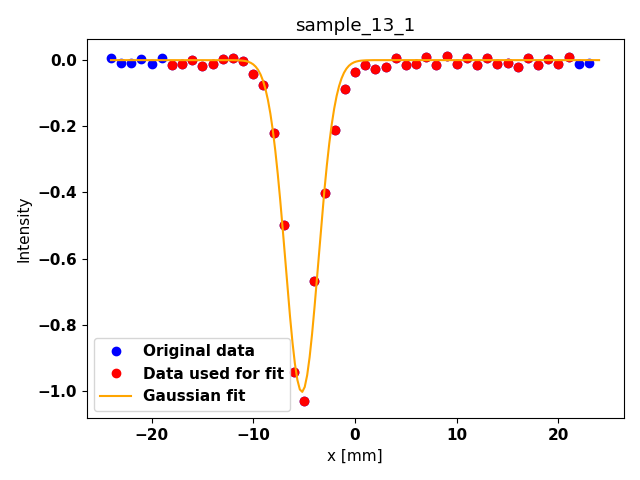 sample_13_1
0.0
−0.2
−0.4
−0.6
−0.8
−1.0
Intensity
Original data
Data used for fit
Gaussian fit
−20
−10
0
10
20
x [mm]